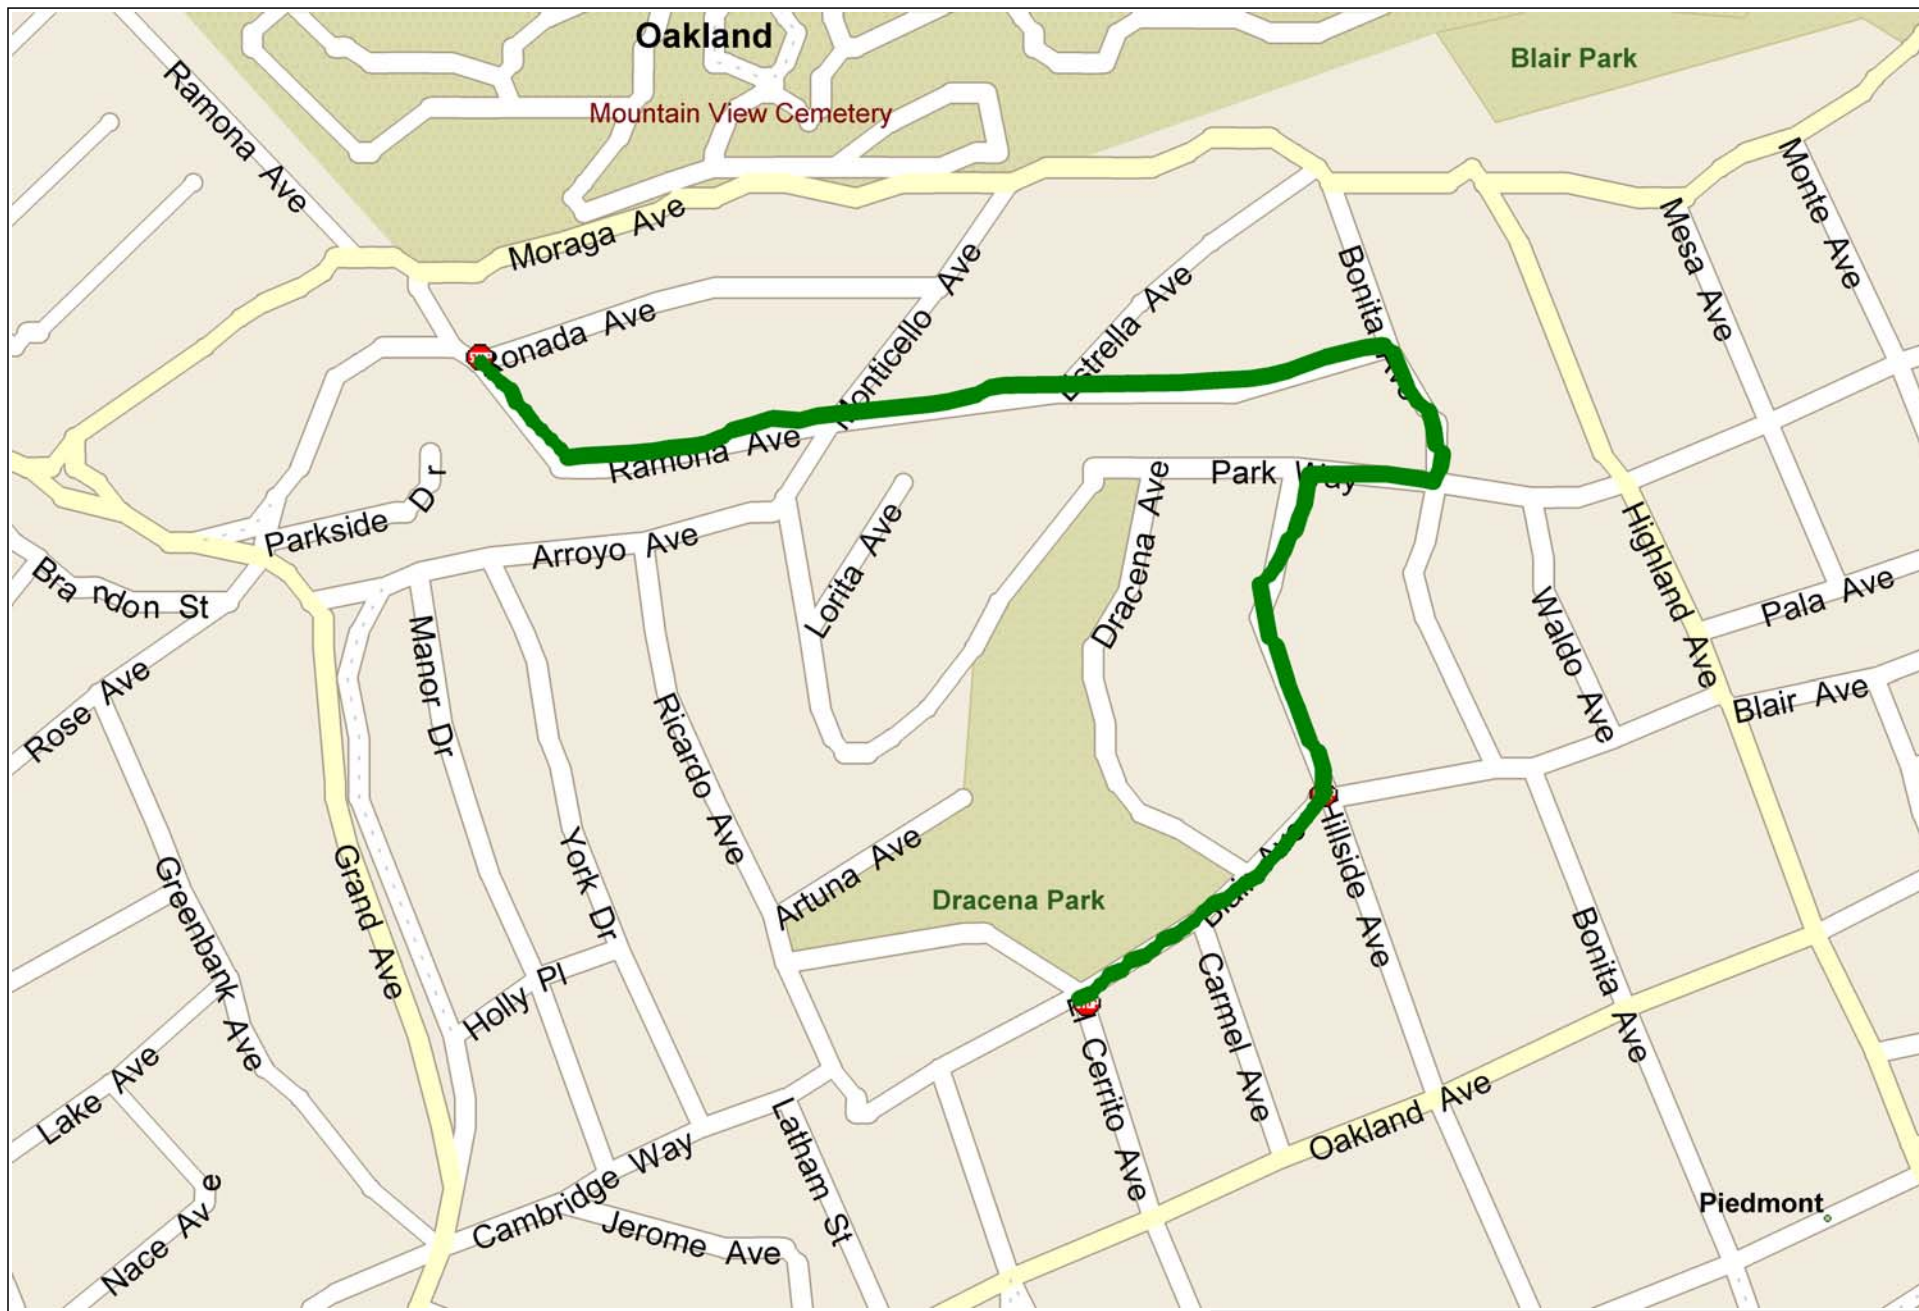 Oakland
Blair Park
Mountain View Cemetery
Ramona Ave
Moraga Ave
Monte Ave
Mesa Ave
Bonita Ave
Estrella Ave
Monticello Ave
Ronada Ave
Ramona Ave
Park Way
Dracena Ave
Parkside Dr
Arroyo Ave
Lorita Ave
Highland Ave
Brandon St
Pala Ave
Waldo Ave
Manor Dr
Rose Ave
Blair Ave
Ricardo Ave
York Dr
Grand Ave
Greenbank Ave
Artuna Ave
Dracena Park
Blair Ave
Hillside Ave
Bonita Ave
Holly Pl
Carmel Ave
El Cerrito Ave
Lake Ave
Oakland Ave
Latham St
Cambridge Way
Jerome Ave
Nace Ave
Piedmont